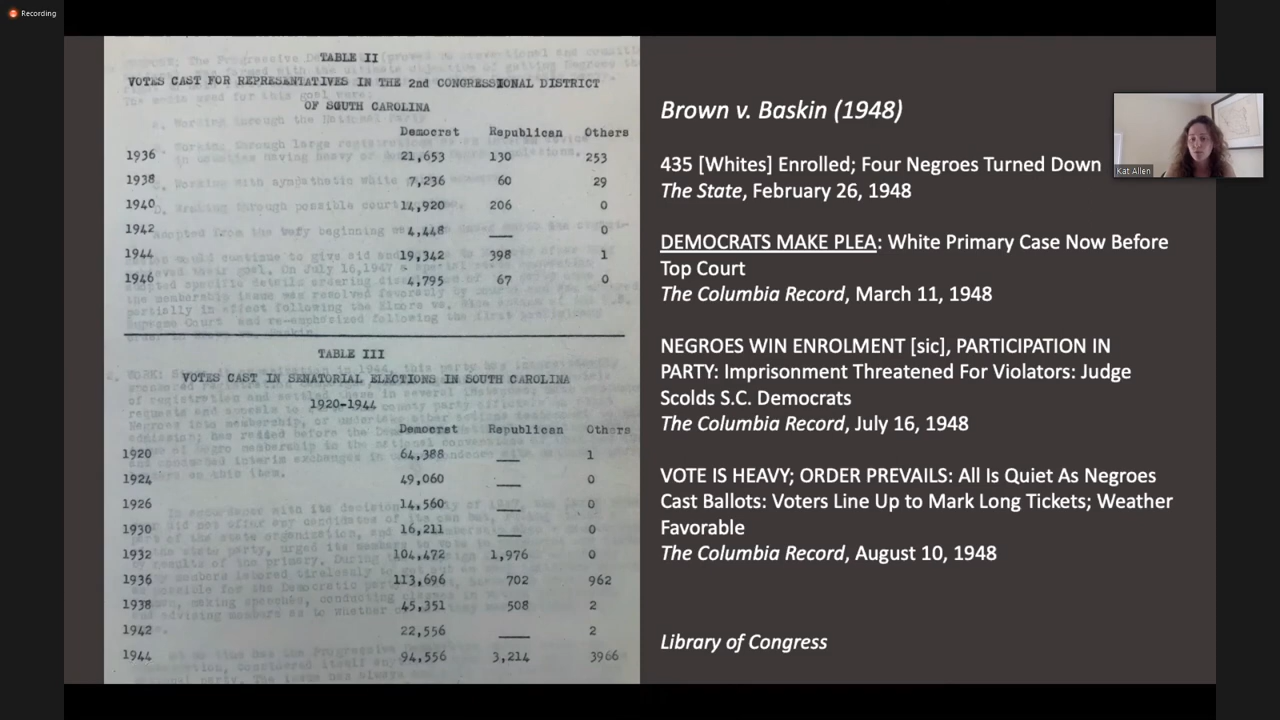 Recording
TABLE II
VOTES CAST FOR REPRESENTATIVES IN THE 2nd CONGRESSIONAL DISTRICT
OF SOUTH CAROLINA
Democrat Republican Others
1936 21,653 130 253
1938 7,236 60 29
1940 14,920 206 0
1942 4,448 — 0
1944 19,342 398 1
1946 4,795 67 0
TABLE III
VOTES CAST IN SENATORIAL ELECTIONS IN SOUTH CAROLINA
1920-1944
Democrat Republican Others
1920 64,388 — 1
1924 49,060 — 0
1926 14,560 — 0
1930 16,211 — 0
1932 104,472 1,976 0
1936 113,696 702 962
1938 45,351 508 2
1942 22,556 — 2
1944 94,556 3,214 3966
Brown v. Baskin (1948)
435 [Whites] Enrolled; Four Negroes Turned Down
The State, February 26, 1948
DEMOCRATS MAKE PLEA: White Primary Case Now Before
Top Court
The Columbia Record, March 11, 1948
NEGROES WIN ENROLMENT [sic], PARTICIPATION IN
PARTY: Imprisonment Threatened For Violators: Judge
Scolds S.C. Democrats
The Columbia Record, July 16, 1948
VOTE IS HEAVY; ORDER PREVAILS: All Is Quiet As Negroes
Cast Ballots: Voters Line Up to Mark Long Tickets; Weather
Favorable
The Columbia Record, August 10, 1948
Library of Congress
Kat Allen